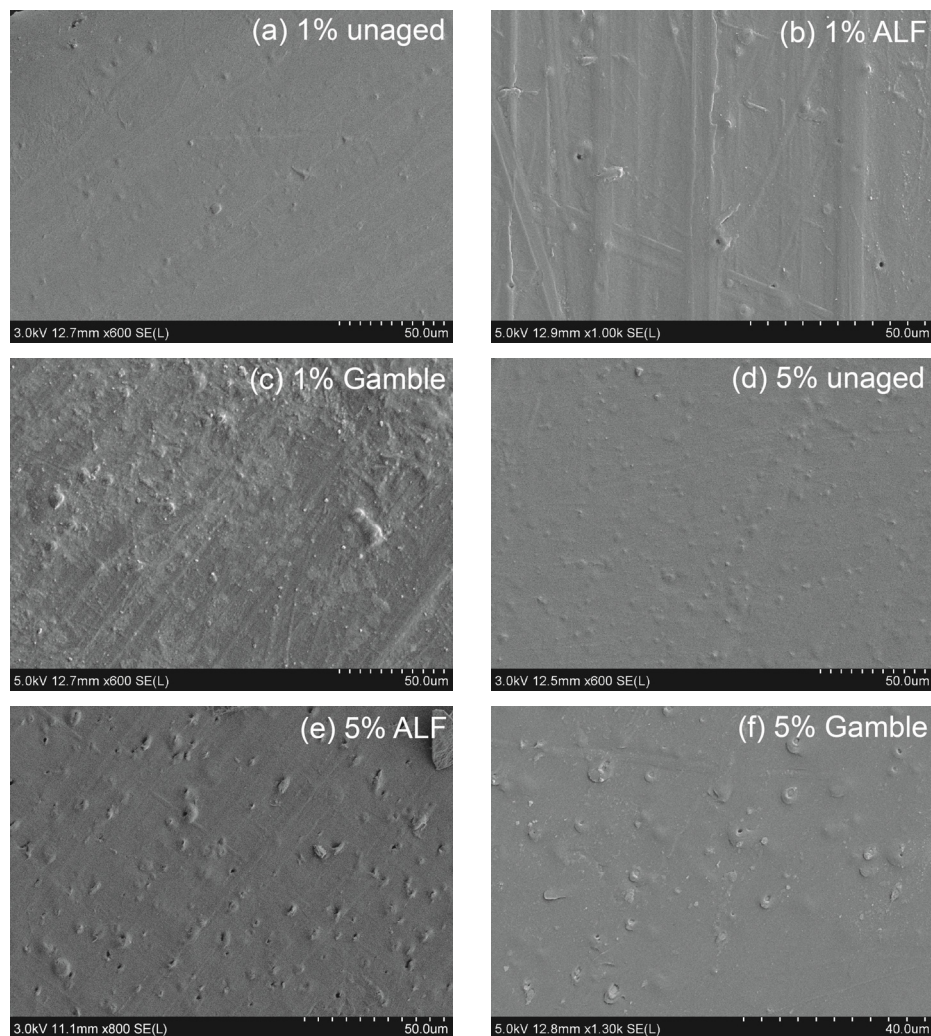 (a) 1% unaged
3.0kV 12.7mm x600 SE(L) 50.0um
(b) 1% ALF
5.0kV 12.9mm x1.00k SE(L) 50.0um
(c) 1% Gamble
5.0kV 12.7mm x600 SE(L) 50.0um
(d) 5% unaged
3.0kV 12.5mm x600 SE(L) 50.0um
(e) 5% ALF
3.0kV 11.1mm x800 SE(L) 50.0um
(f) 5% Gamble
5.0kV 12.8mm x1.30k SE(L) 40.0um